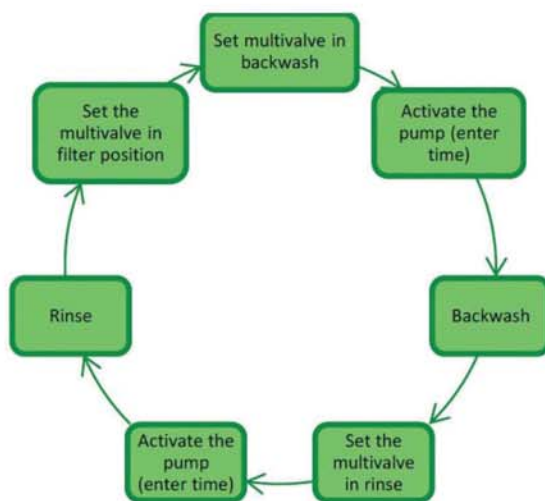 Set multivalve in
backwash
Activate the
pump (enter
time)
Backwash
Set the
multivalve
in rinse
Activate the
pump
(enter time)
Rinse
Set the
multivalve in
filter position